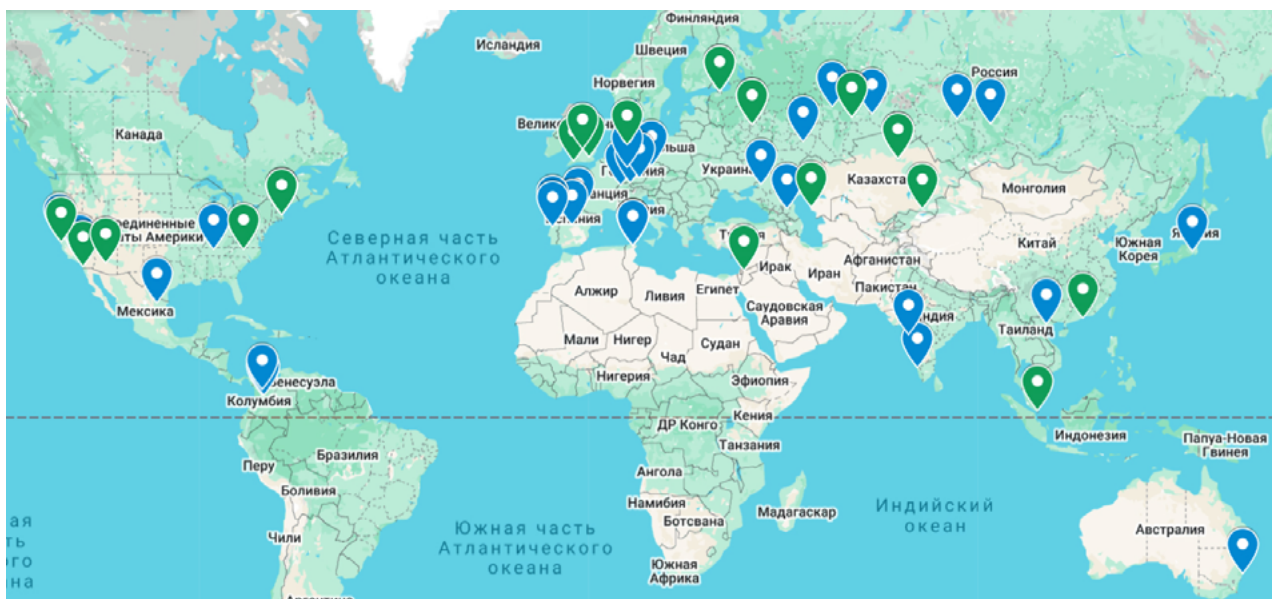 Финляндия
Исландия
Швеция
Россия
Норвегия
Канада
Украина
Казахста
Монголия
Северная часть
Атлантического
океана
Китай
Южная
Корея
Афганистан
Ирак
Иран
Пакистан
Мексика
Алжир
Ливия
Египет
Саудовская
Аравия
Таиланд
Мали
Нигер
Чад
Судан
Нигерия
Эфиопия
Колумбия
ДР Конго
Кения
Танзания
Индонезия
Папуа-Новая
Гвинея
Перу
Бразилия
Боливия
Ангола
Намибия
Ботсвана
Мадагаскар
Индийский
океан
Австралия
Чили
Южная часть
Атлантического
океана
Южная
Африка